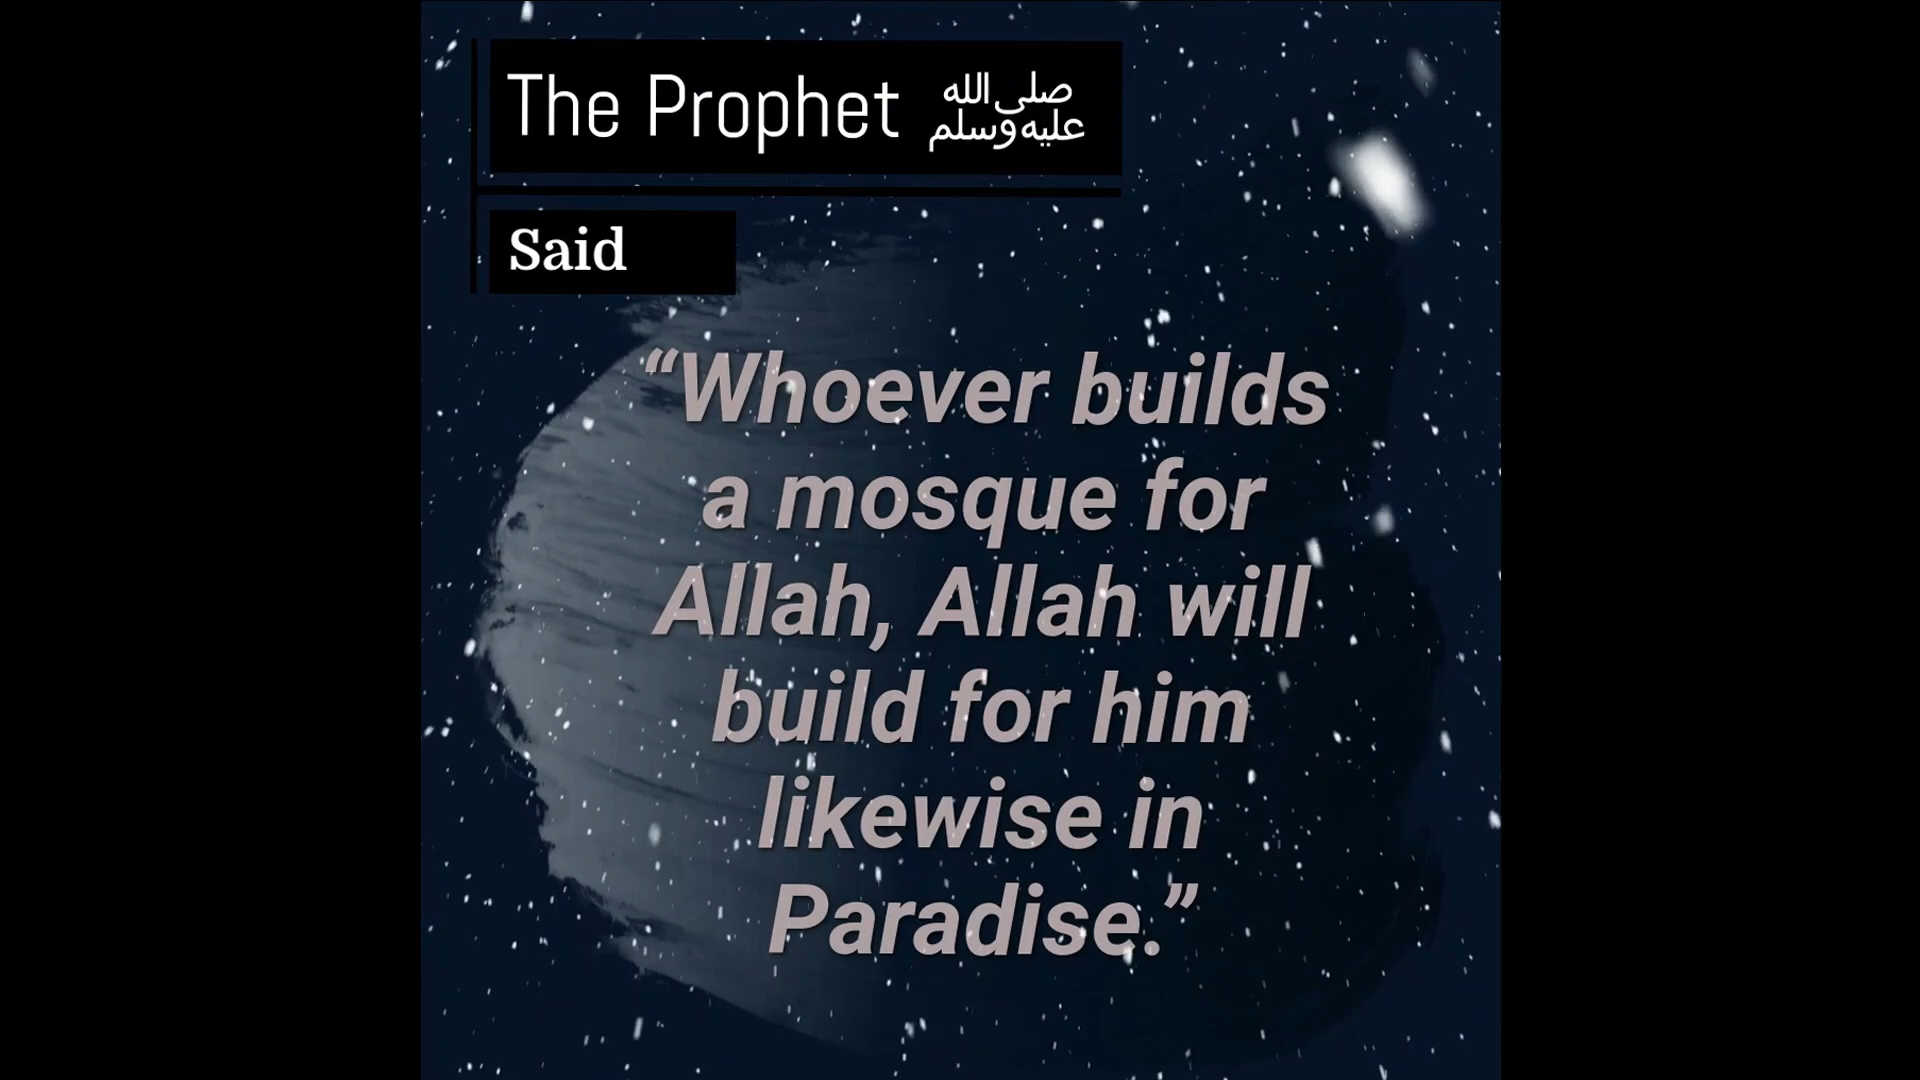 The Prophet صلى الله عليه وسلم
Said
“Whoever builds
a mosque for
Allah, Allah will
build for him
likewise in
Paradise.”